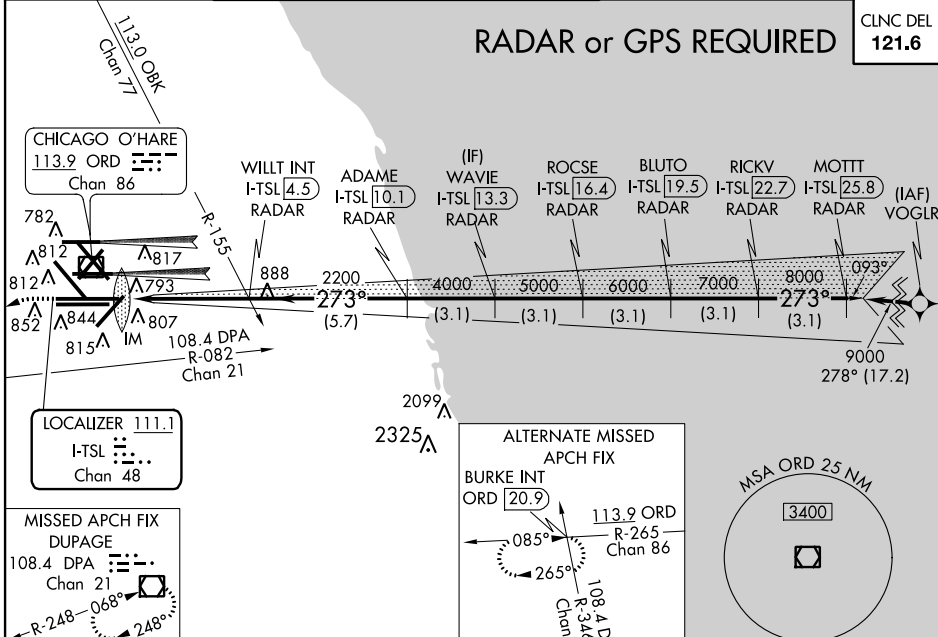 RADAR or GPS REQUIRED
CLNC DEL
121.6
113.0 OBK
Chan 77
CHICAGO O'HARE
113.9 ORD
Chan 86
R-155
WILLT INT
I-TSL 4.5
RADAR
ADAME
I-TSL 10.1
RADAR
(IF)
WAVIE
I-TSL 13.3
RADAR
ROCSE
I-TSL 16.4
RADAR
BLUTO
I-TSL 19.5
RADAR
RICKV
I-TSL 22.7
RADAR
MOTTT
I-TSL 25.8
RADAR
(IAF)
VOGLR
782
812
817
812
793
888
2200
4000
5000
6000
7000
8000
093°
273°
273°
(5.7)
(3.1)
(3.1)
(3.1)
(3.1)
(3.1)
852
844
807
815
IM
9000
278° (17.2)
108.4 DPA
R-082
Chan 21
LOCALIZER 111.1
I-TSL
Chan 48
2099
2325
MISSED APCH FIX
DUPAGE
108.4 DPA
Chan 21
R-248
068°
248°
ALTERNATE MISSED
APCH FIX
BURKE INT
ORD 20.9
113.9 ORD
R-265
Chan 86
085°
265°
108.4 D
R-346
Chan
MSA ORD 25 NM
3400